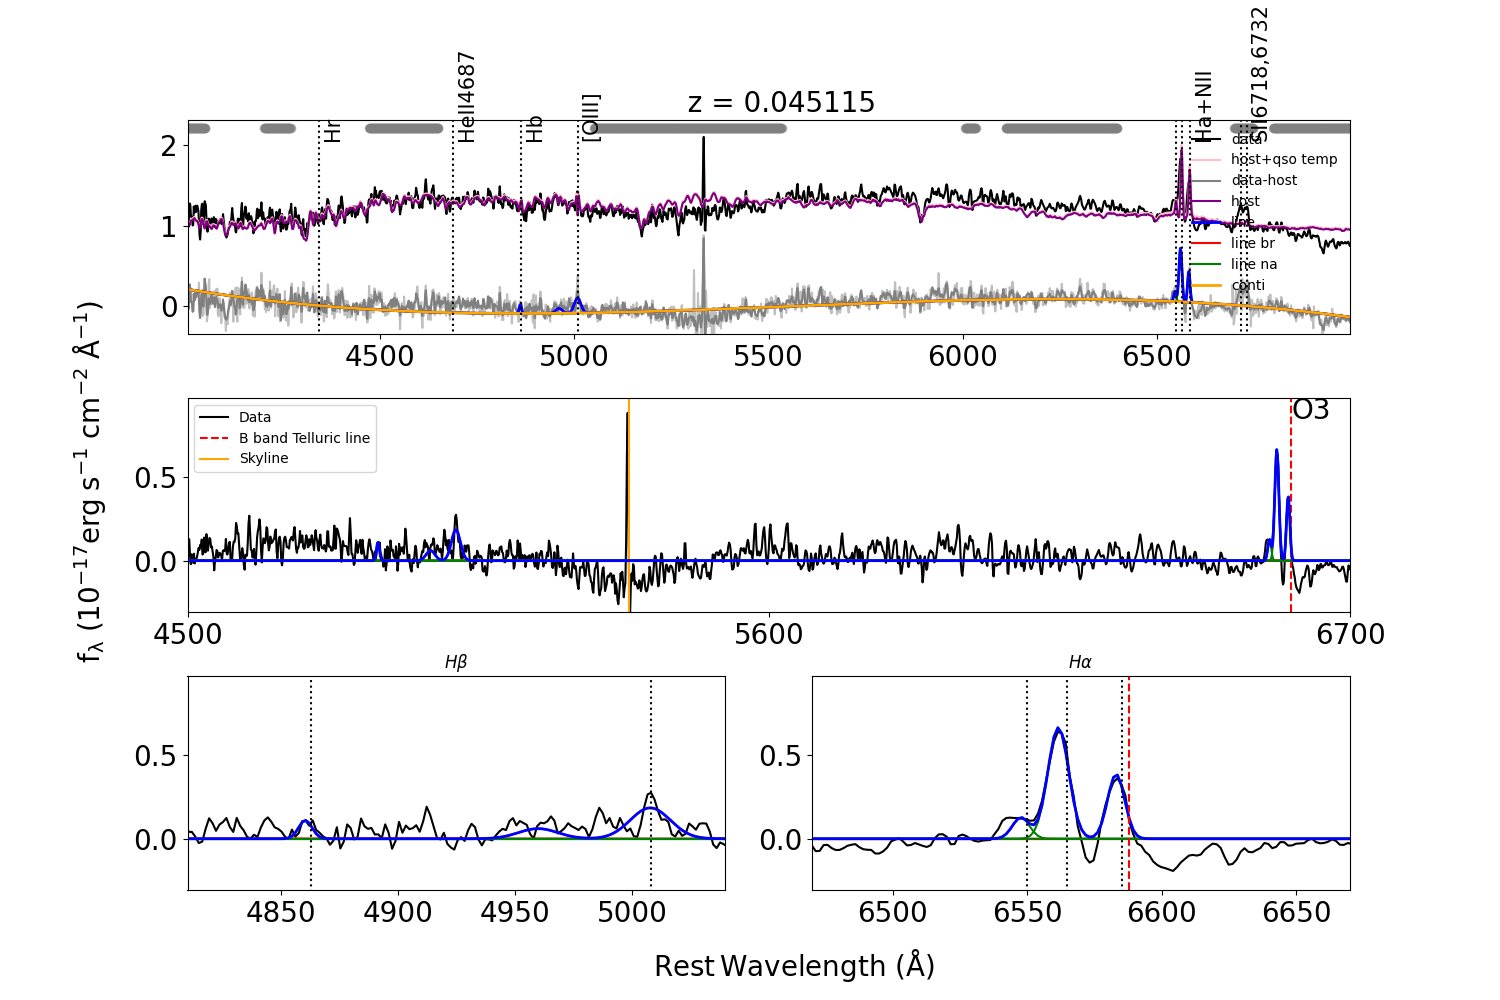 z = 0.045115
Hr
HeII4687
Hb
[OIII]
Ha+NII
SII6718,6732
data
host+qso temp
data-host
host
line
line br
line na
conti
2
1
0
4500
5000
5500
6000
6500
f_λ (10^{-17}erg s^{-1} cm^{-2} Å^{-1})
Data
B band Telluric line
Skyline
O3
0.5
0.0
4500
5600
6700
Hβ
0.5
0.0
4850
4900
4950
5000
Hα
0.5
0.0
6500
6550
6600
6650
Rest Wavelength (Å)